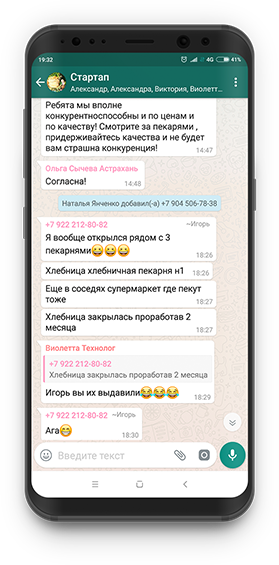 19:32
4G 41%
Стартап
Александр, Александра, Виктория, Виолетт...
Ребята мы вполне
конкурентноспособны и по ценам и
по качеству! Смотрите за пекарями ,
придерживайтесь качества и не будет
вам страшна конкуренция!
14:47
Ольга Сычева Астрахань
Согласна!
14:48
Наталья Янченко добавил(-а) +7 904 506-78-38
+7 922 212-80-82 ~Игорь
Я вообще открылся рядом с 3
пекарнями😀😀😀
18:26
Хлебница хлебничная пекарня н1
18:26
Еще в соседях супермаркет где пекут
тоже
18:27
Хлебница закрылась проработав 2
месяца
18:27
Виолетта Технолог
+7 922 212-80-82
Хлебница закрылась проработав 2 месяца
Игорь вы их выдавили😂😂😂
18:29
+7 922 212-80-82 ~Игорь
Ага😁
18:30
Введите текст